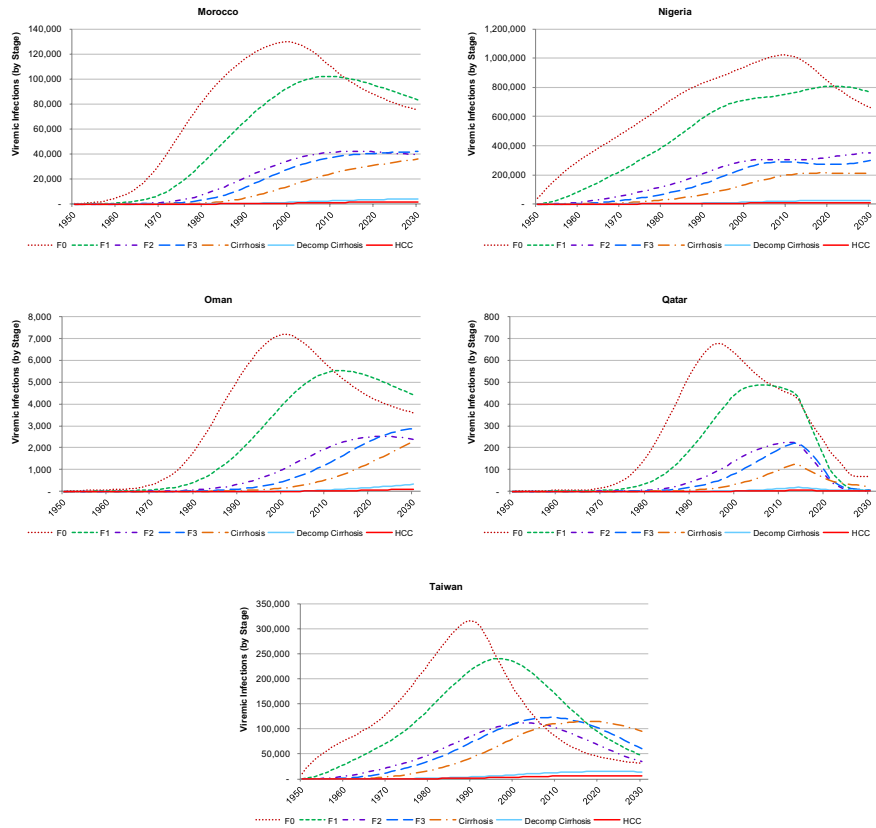 Morocco
Viremic Infections (by Stage)
140,000
120,000
100,000
80,000
60,000
40,000
20,000
-
1950 1960 1970 1980 1990 2000 2010 2020 2030
F0 F1 F2 F3 Cirrhosis Decomp Cirrhosis HCC
Nigeria
Viremic Infections (by Stage)
1,200,000
1,000,000
800,000
600,000
400,000
200,000
-
1950 1960 1970 1980 1990 2000 2010 2020 2030
F0 F1 F2 F3 Cirrhosis Decomp Cirrhosis HCC
Oman
Viremic Infections (by Stage)
8,000
7,000
6,000
5,000
4,000
3,000
2,000
1,000
-
1950 1960 1970 1980 1990 2000 2010 2020 2030
F0 F1 F2 F3 Cirrhosis Decomp Cirrhosis HCC
Qatar
Viremic Infections (by Stage)
800
700
600
500
400
300
200
100
-
1950 1960 1970 1980 1990 2000 2010 2020 2030
F0 F1 F2 F3 Cirrhosis Decomp Cirrhosis HCC
Taiwan
Viremic Infections (by Stage)
350,000
300,000
250,000
200,000
150,000
100,000
50,000
-
1950 1960 1970 1980 1990 2000 2010 2020 2030
F0 F1 F2 F3 Cirrhosis Decomp Cirrhosis HCC